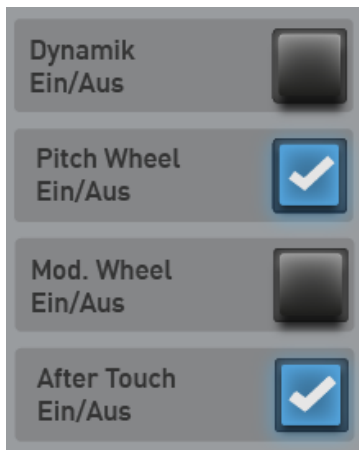 Dynamik
Ein/Aus
Pitch Wheel
Ein/Aus
Mod. Wheel
Ein/Aus
After Touch
Ein/Aus